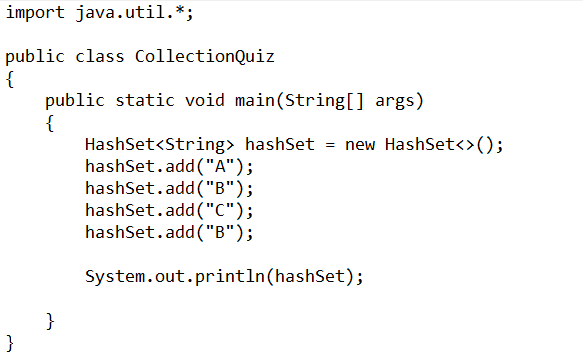 import java.util.*;
public class CollectionQuiz
{
    public static void main(String[] args)
    {
        HashSet<String> hashSet = new HashSet<>();
        hashSet.add("A");
        hashSet.add("B");
        hashSet.add("C");
        hashSet.add("B");
        System.out.println(hashSet);
    }
}